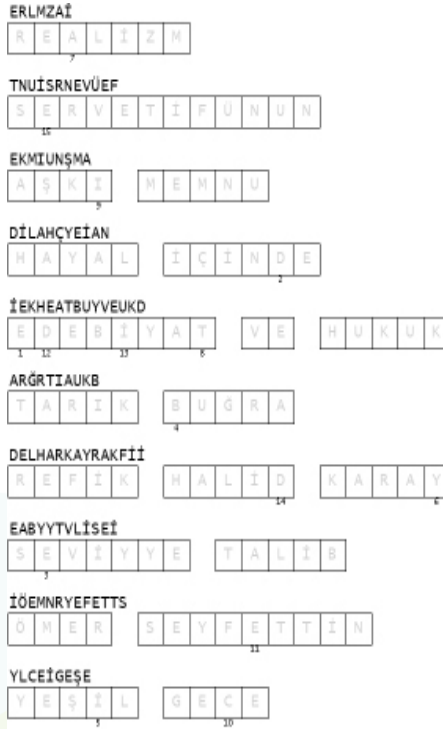 ERLMZAİ
R E A L İ Z M
7
TNUİSRNEVÜEF
S E R V E T İ F Ü N U N
15
EKMIUNŞMA
A Ş K I M E M N U
9
DİLAHÇYEİAN
H A Y A L İ Ç İ N D E
2
İEKHEATBUYVEUKD
E D E B İ Y A T V E H U K U K
1 12 13 8
ARĞRTIAUKB
T A R I K B U Ğ R A
4
DELHARKAYRAKFİİ
R E F İ K H A L İ D K A R A Y
14 6
EABYYTVLİSEİ
S E V İ Y Y E T A L İ B
3
İÖEMNRYEFETTS
Ö M E R S E Y F E T T İ N
11
YLCEİGEŞE
Y E Ş İ L G E C E
5 10